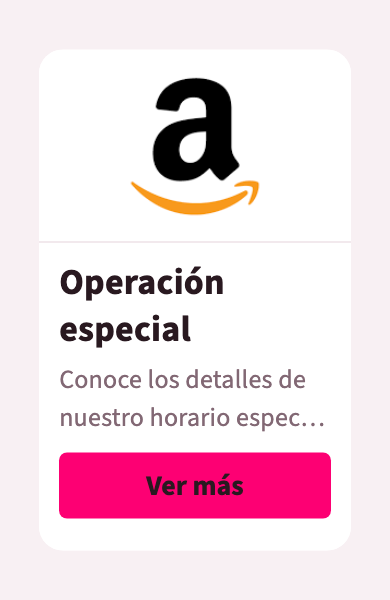 Operación
especial
Conoce los detalles de
nuestro horario espec…
Ver más